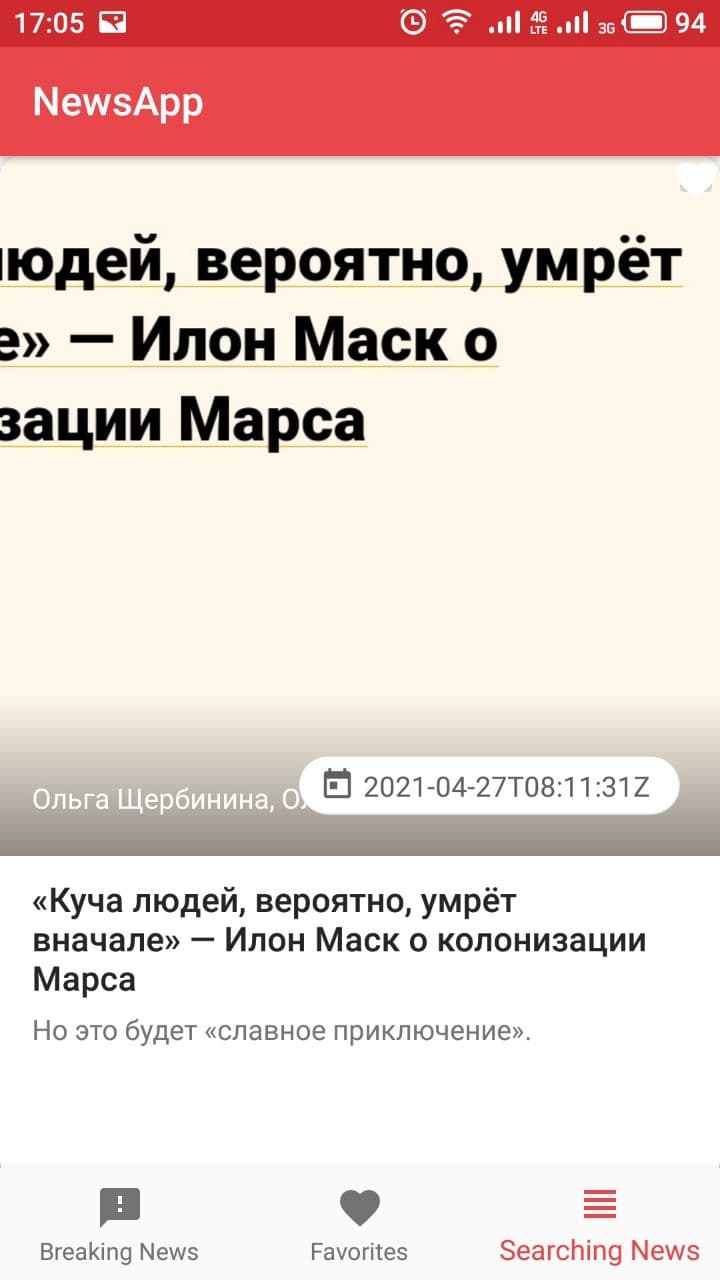 17:05 4G LTE 3G 94
NewsApp
юдей, вероятно, умрёт
е» — Илон Маск о
зации Марса
Ольга Щербинина,
2021-04-27T08:11:31Z
«Куча людей, вероятно, умрёт
вначале» — Илон Маск о колонизации
Марса
Но это будет «славное приключение».
Breaking News
Favorites
Searching News